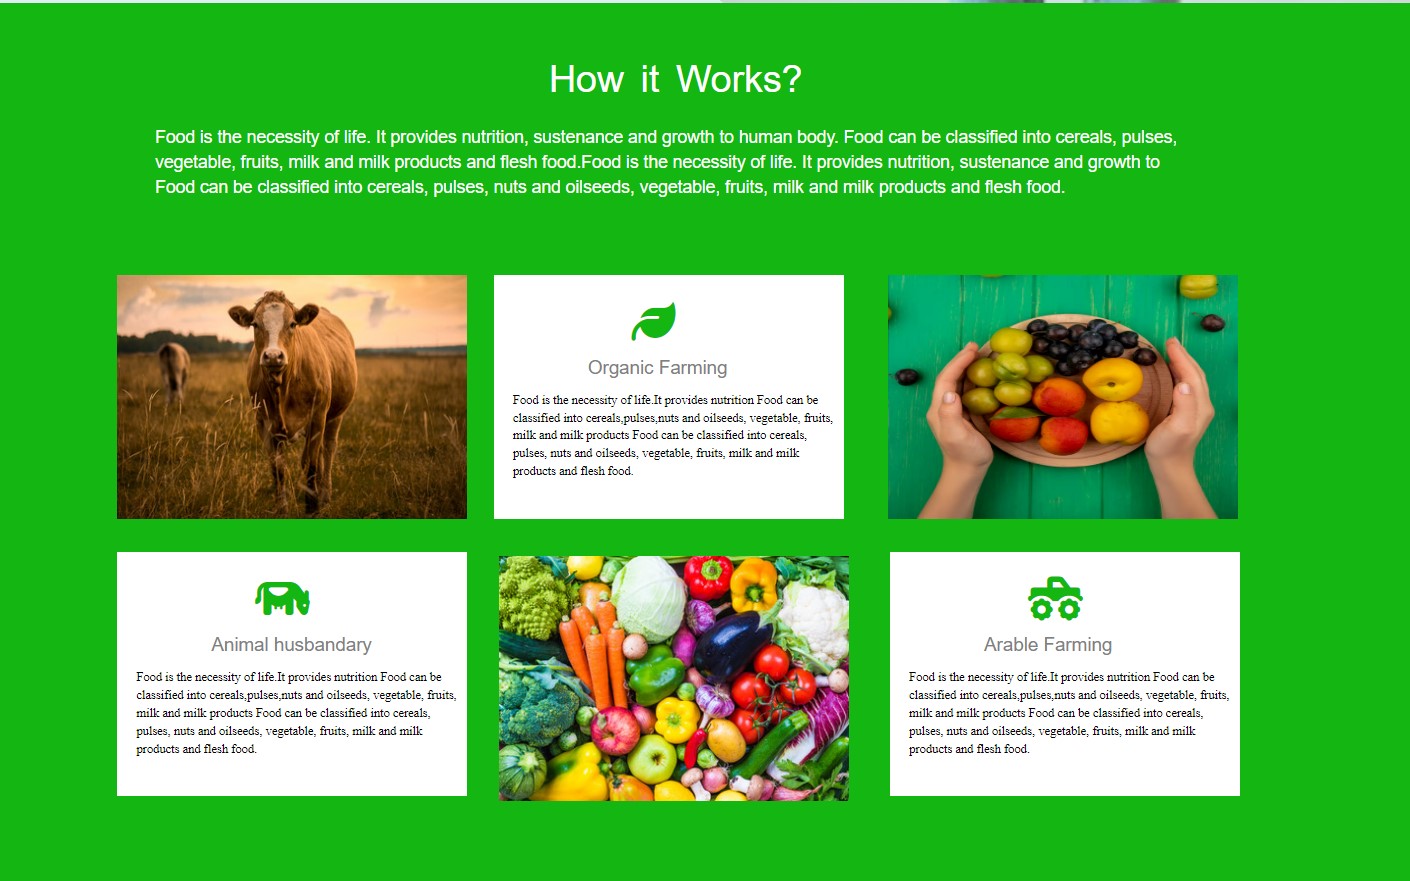 How it Works?
Food is the necessity of life. It provides nutrition, sustenance and growth to human body. Food can be classified into cereals, pulses,
vegetable, fruits, milk and milk products and flesh food.Food is the necessity of life. It provides nutrition, sustenance and growth to
Food can be classified into cereals, pulses, nuts and oilseeds, vegetable, fruits, milk and milk products and flesh food.
Organic Farming
Food is the necessity of life.It provides nutrition Food can be
classified into cereals,pulses,nuts and oilseeds, vegetable, fruits,
milk and milk products Food can be classified into cereals,
pulses, nuts and oilseeds, vegetable, fruits, milk and milk
products and flesh food.
Animal husbandary
Food is the necessity of life.It provides nutrition Food can be
classified into cereals,pulses,nuts and oilseeds, vegetable, fruits,
milk and milk products Food can be classified into cereals,
pulses, nuts and oilseeds, vegetable, fruits, milk and milk
products and flesh food.
Arable Farming
Food is the necessity of life.It provides nutrition Food can be
classified into cereals,pulses,nuts and oilseeds, vegetable, fruits,
milk and milk products Food can be classified into cereals,
pulses, nuts and oilseeds, vegetable, fruits, milk and milk
products and flesh food.